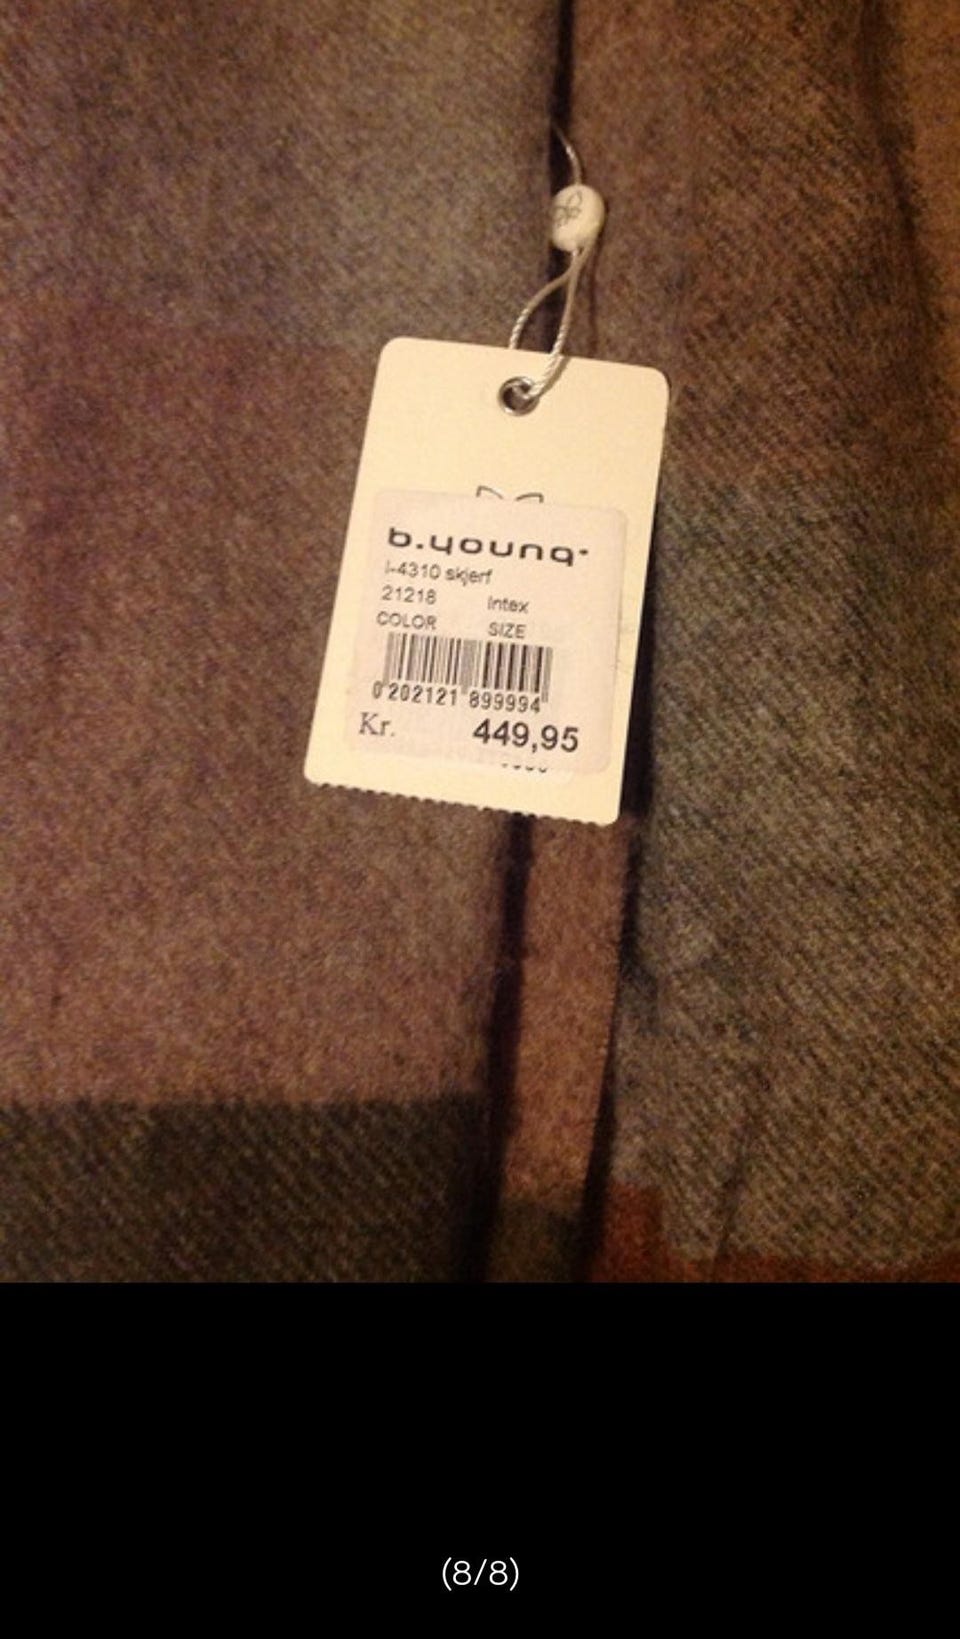 b.young
I-4310 skjerf
21218 Intex
COLOR SIZE
0 202121 899994
Kr. 449,95
(8/8)